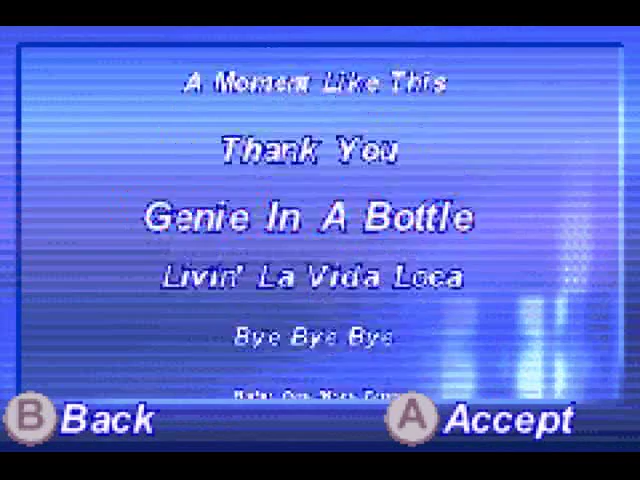 A Moment Like This
Thank You
Genie In A Bottle
Livin' La Vida Loca
Bye Bye Bye
B Back
A Accept